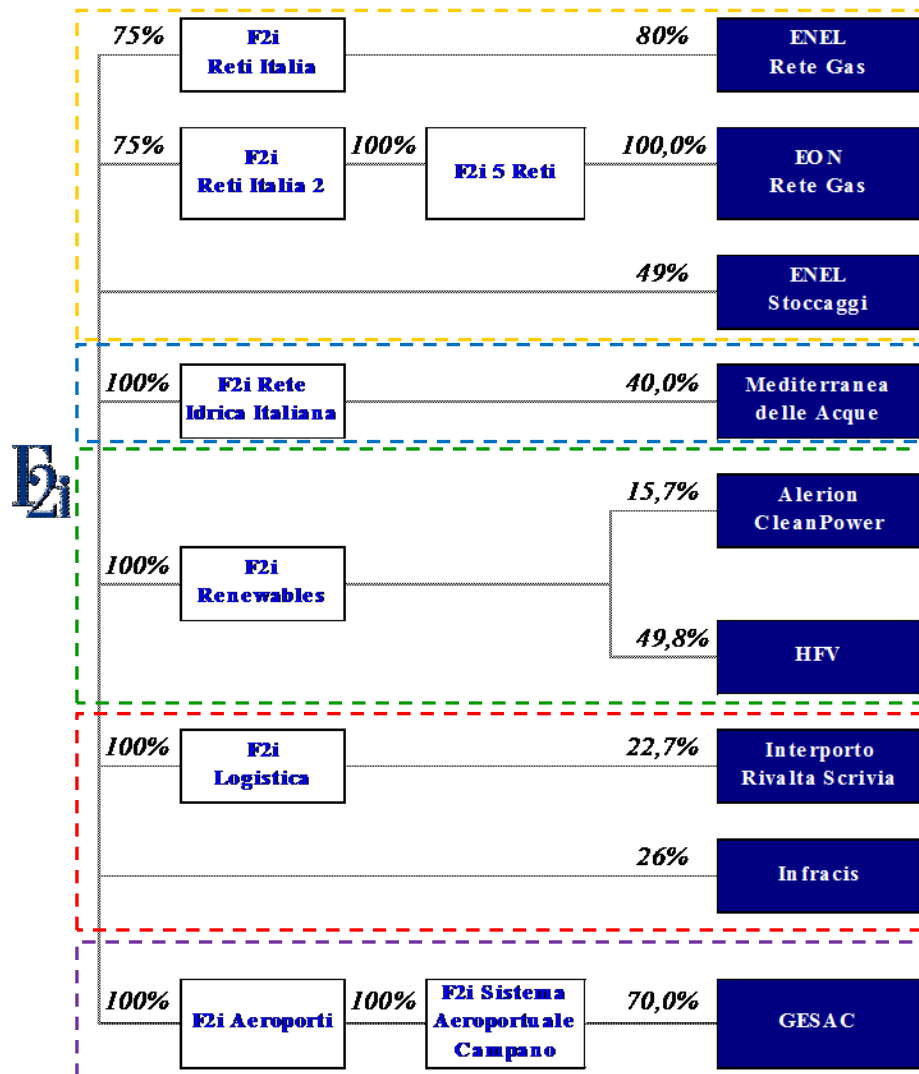 75%
F2i
Reti Italia
80%
ENEL
Rete Gas
75%
F2i
Reti Italia 2
100%
F2i 5 Reti
100,0%
EON
Rete Gas
49%
ENEL
Stoccaggi
100%
F2i Rete
Idrica Italiana
40,0%
Mediterranea
delle Acque
F2i
15,7%
Alerion
CleanPower
100%
F2i
Renewables
49,8%
HFV
100%
F2i
Logistica
22,7%
Interporto
Rivalta Scrivia
26%
Infracis
100%
F2i Aeroporti
100%
F2i Sistema
Aeroportuale
Campano
70,0%
GESAC